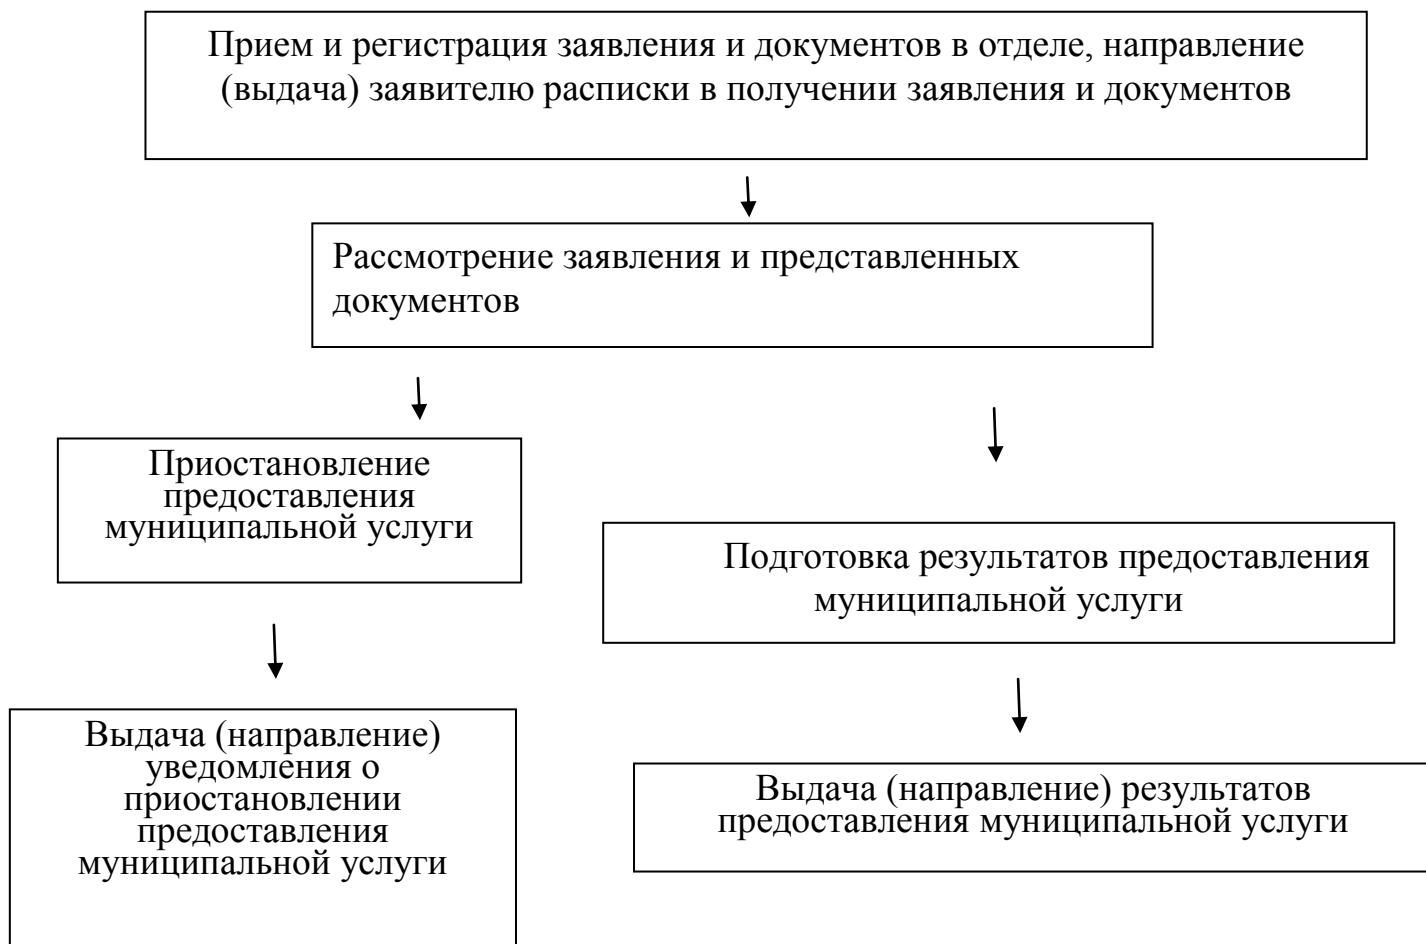 Прием и регистрация заявления и документов в отделе, направление
(выдача) заявителю расписки в получении заявления и документов
Рассмотрение заявления и представленных
документов
Приостановление
предоставления
муниципальной услуги
Подготовка результатов предоставления
муниципальной услуги
Выдача (направление)
уведомления о
приостановлении
предоставления
муниципальной услуги
Выдача (направление) результатов
предоставления муниципальной услуги